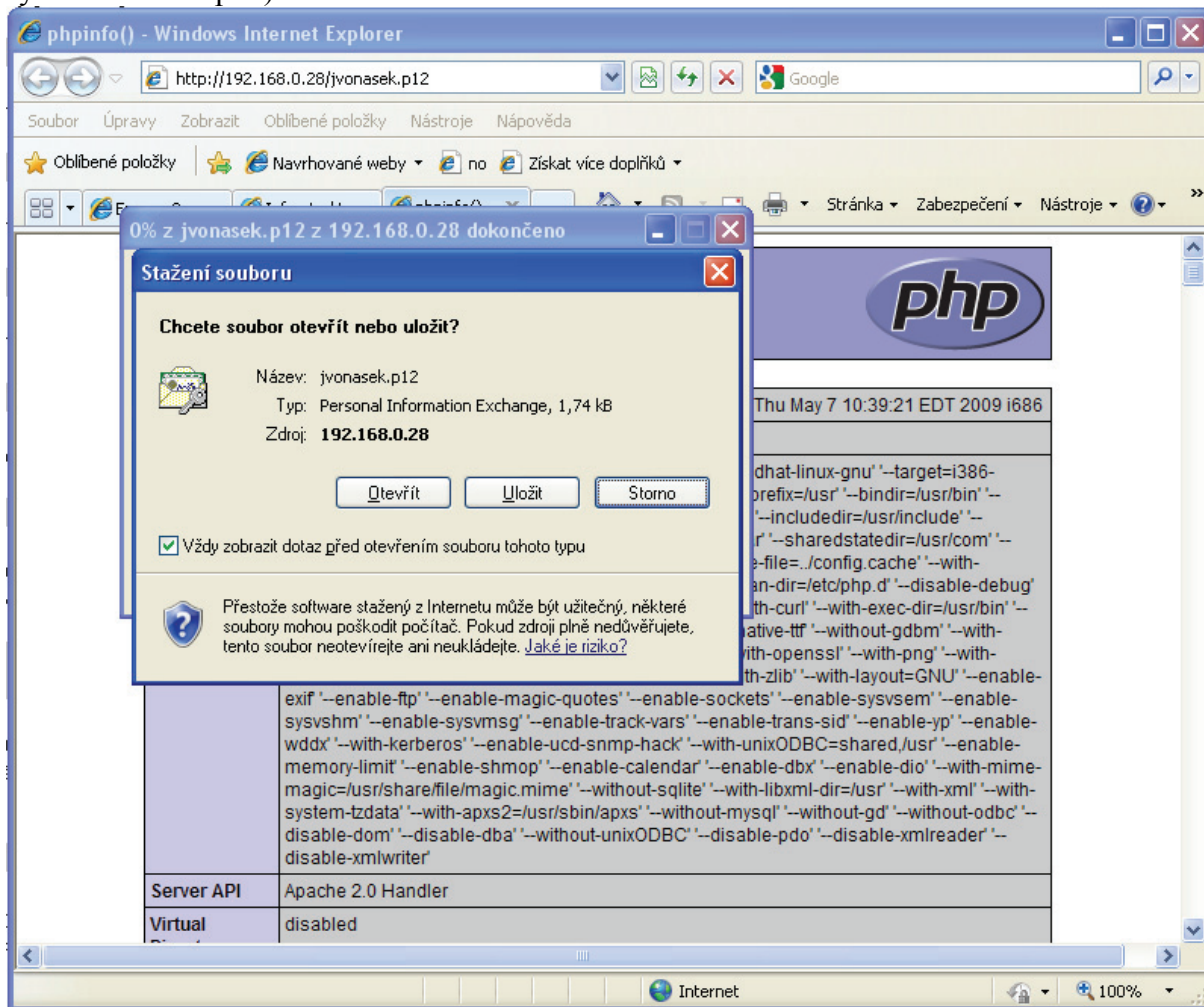 phpinfo() - Windows Internet Explorer
http://192.168.0.28/jvonasek.p12
Google
Soubor Úpravy Zobrazit Oblíbené položky Nástroje Nápověda
Oblíbené položky Navrhované weby no Získat více doplňků
Stránka Zabezpečení Nástroje
0% z jvonasek.p12 z 192.168.0.28 dokončeno
Stažení souboru
Chcete soubor otevřít nebo uložit?
Název: jvonasek.p12
Typ: Personal Information Exchange, 1,74 kB
Zdroj: 192.168.0.28
Otevřít Uložit Storno
Vždy zobrazit dotaz před otevřením souboru tohoto typu
Přestože software stažený z Internetu může být užitečný, některé
soubory mohou poškodit počítač. Pokud zdroji plně nedůvěřujete,
tento soubor neotevírejte ani neukládejte. Jaké je riziko?
php
Thu May 7 10:39:21 EDT 2009 i686
dhat-linux-gnu' '--target=i386-
prefix=/usr' '--bindir=/usr/bin' '--
'--includedir=/usr/include' '--
r' '--sharedstatedir=/usr/com' '--
e-file=../config.cache' '--with-
an-dir=/etc/php.d' '--disable-debug'
th-curl' '--with-exec-dir=/usr/bin' '--
native-ttf' '--without-gdbm' '--with-
with-openssl' '--with-png' '--with-
th-zlib' '--with-layout=GNU' '--enable-
exif' '--enable-ftp' '--enable-magic-quotes' '--enable-sockets' '--enable-sysvsem' '--enable-
sysvshm' '--enable-sysvmsg' '--enable-track-vars' '--enable-trans-sid' '--enable-yp' '--enable-
wddx' '--with-kerberos' '--enable-ucd-snmp-hack' '--with-unixODBC=shared,/usr' '--enable-
memory-limit' '--enable-shmop' '--enable-calendar' '--enable-dbx' '--enable-dio' '--with-mime-
magic=/usr/share/file/magic.mime' '--without-sqlite' '--with-libxml-dir=/usr' '--with-xml' '--with-
system-tzdata' '--with-apxs2=/usr/sbin/apxs' '--without-mysql' '--without-gd' '--without-odbc' '--
disable-dom' '--disable-dba' '--without-unixODBC' '--disable-pdo' '--disable-xmlreader' '--
disable-xmlwriter'
Server API Apache 2.0 Handler
Virtual disabled
Internet 100%